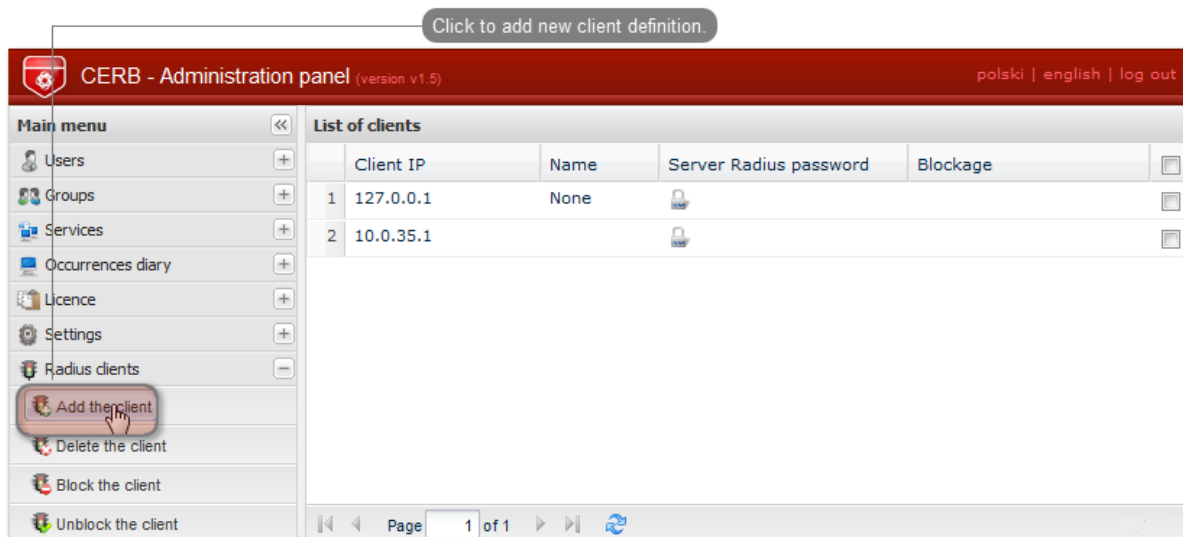 Click to add new client definition.
CERB - Administration panel (version v1.5)
polski | english | log out
Main menu
Users
Groups
Services
Occurrences diary
Licence
Settings
Radius clients
Add the client
Delete the client
Block the client
Unblock the client
List of clients
Client IP Name Server Radius password Blockage
1 127.0.0.1 None
2 10.0.35.1
Page 1 of 1